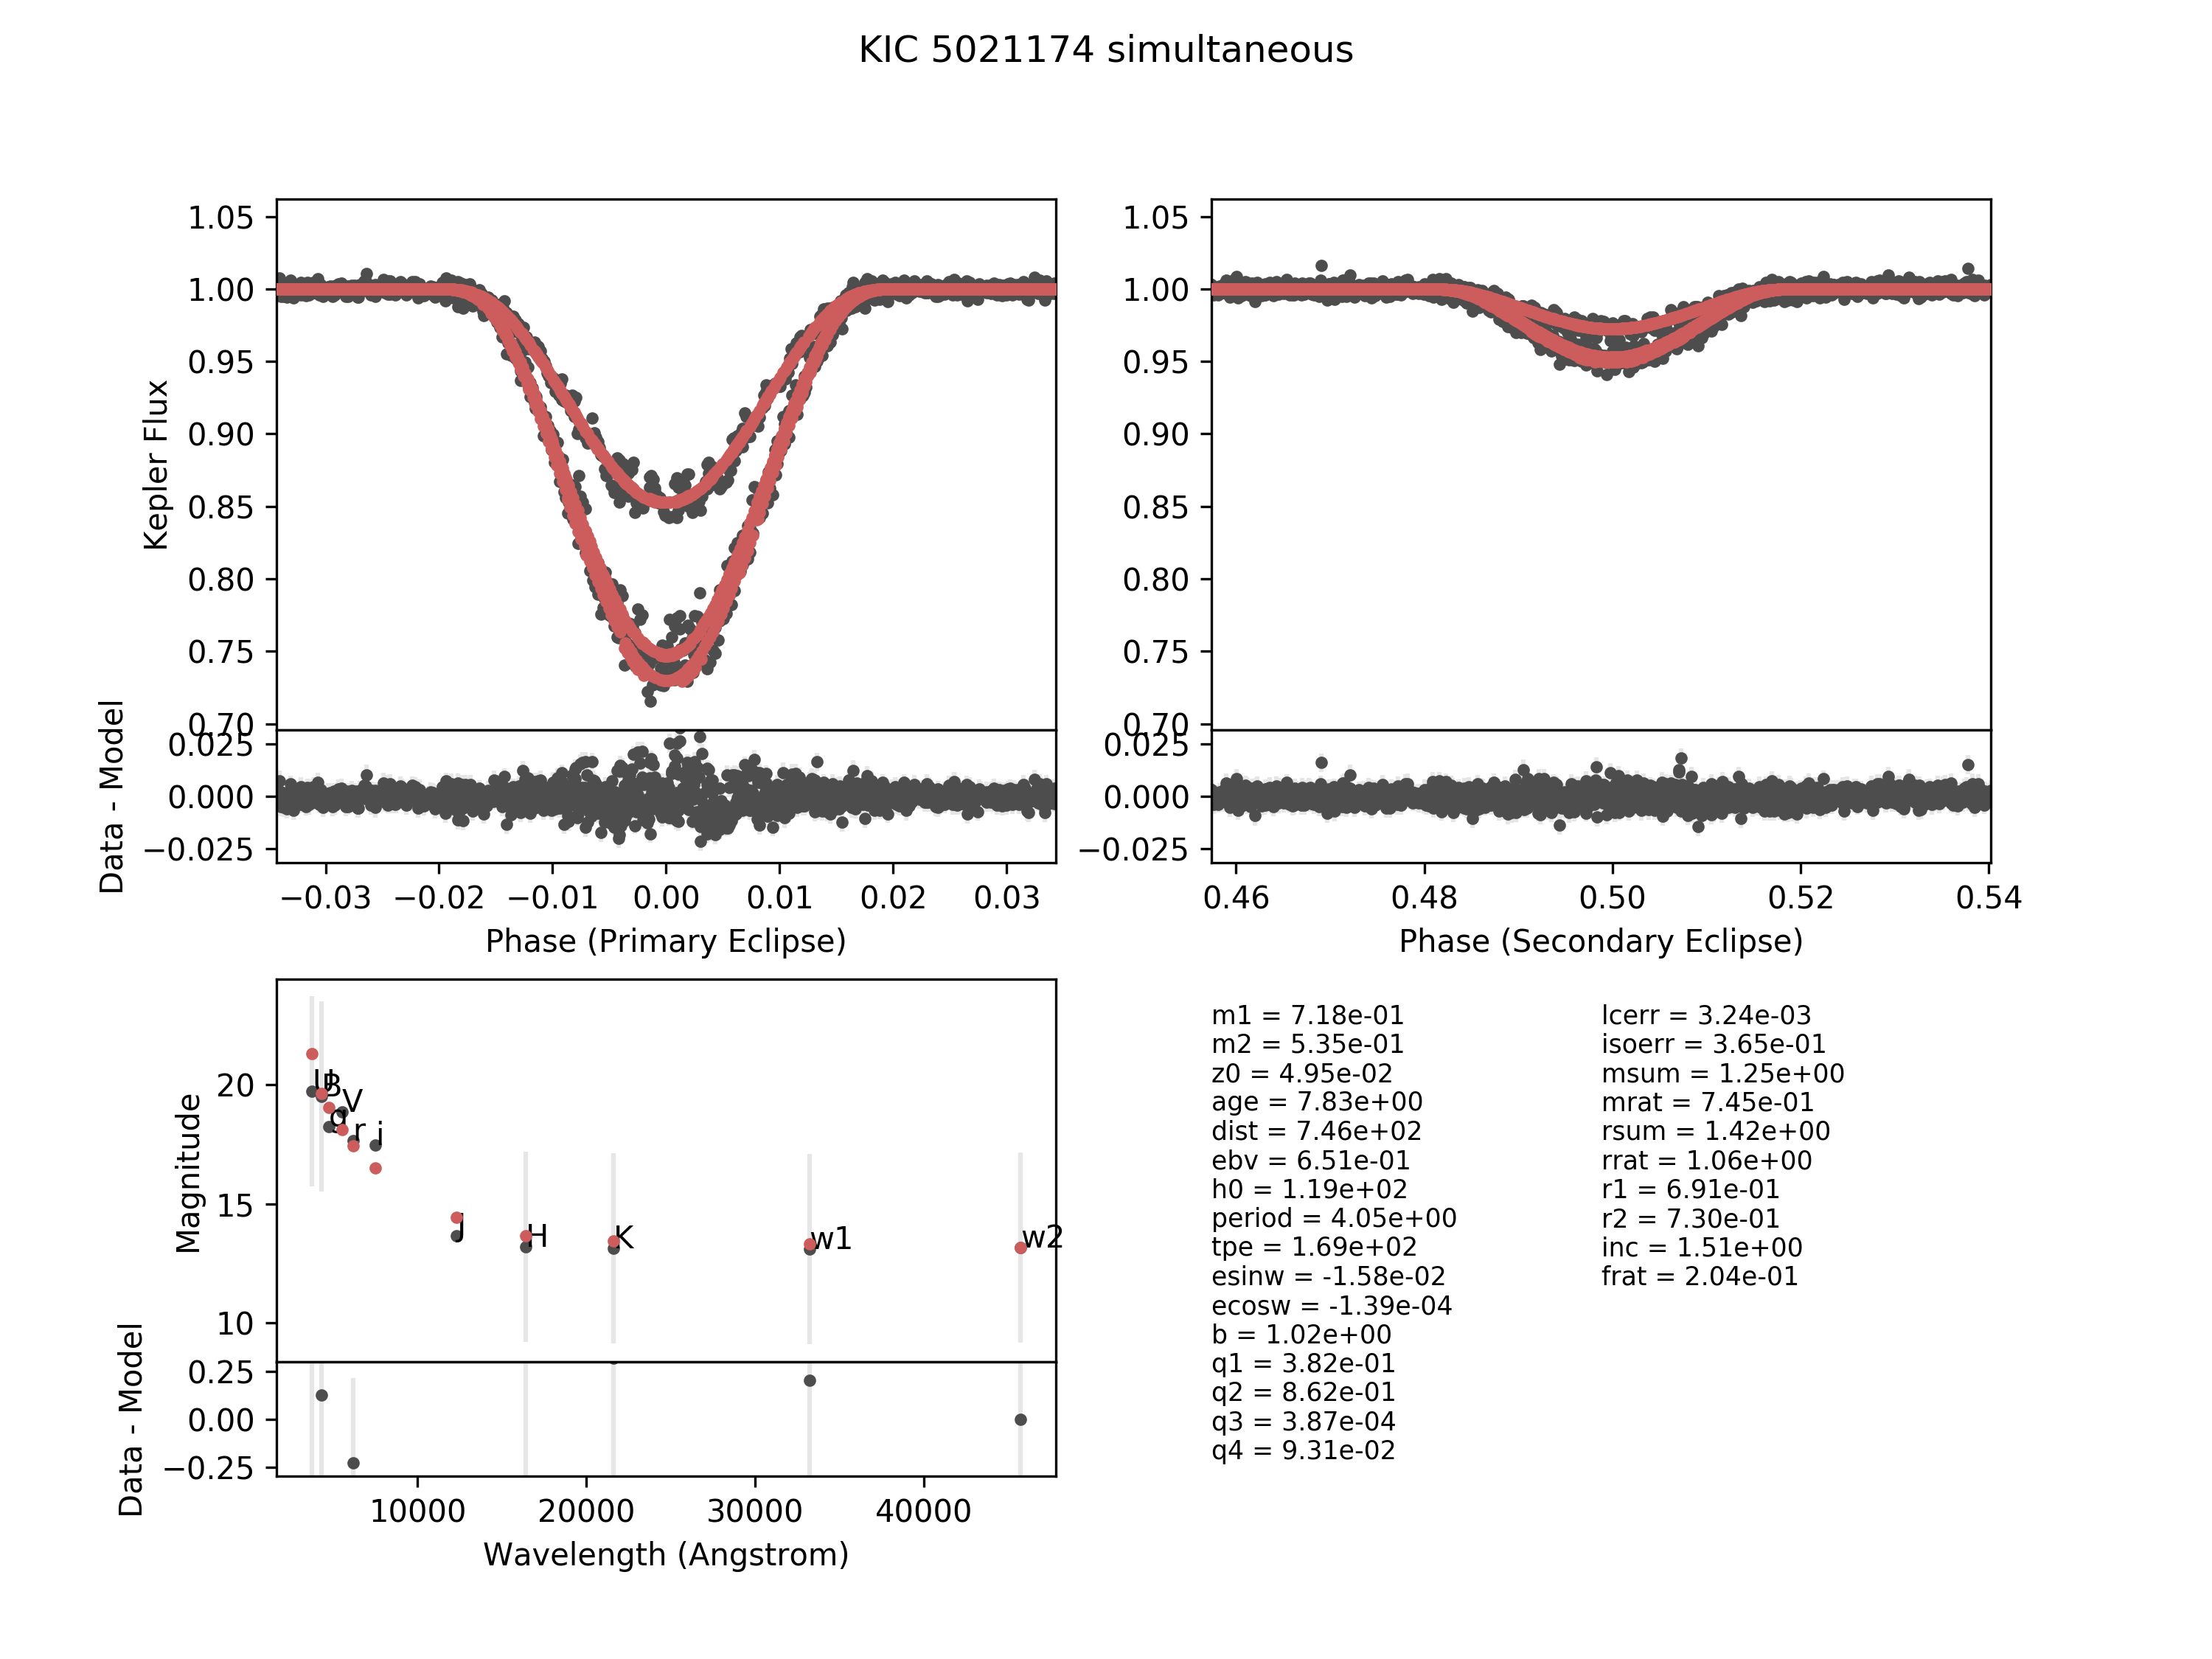 KIC 5021174 simultaneous
Kepler Flux
1.05
1.00
0.95
0.90
0.85
0.80
0.75
0.70
1.05
1.00
0.95
0.90
0.85
0.80
0.75
0.70
Data - Model
0.025
0.000
−0.025
0.025
0.000
−0.025
−0.03 −0.02 −0.01 0.00 0.01 0.02 0.03
Phase (Primary Eclipse)
0.46 0.48 0.50 0.52 0.54
Phase (Secondary Eclipse)
Magnitude
20
15
10
U
B
V
g
r
i
J
H
K
w1
w2
Data - Model
0.25
0.00
−0.25
10000 20000 30000 40000
Wavelength (Angstrom)
m1 = 7.18e-01
m2 = 5.35e-01
z0 = 4.95e-02
age = 7.83e+00
dist = 7.46e+02
ebv = 6.51e-01
h0 = 1.19e+02
period = 4.05e+00
tpe = 1.69e+02
esinw = -1.58e-02
ecosw = -1.39e-04
b = 1.02e+00
q1 = 3.82e-01
q2 = 8.62e-01
q3 = 3.87e-04
q4 = 9.31e-02
lcerr = 3.24e-03
isoerr = 3.65e-01
msum = 1.25e+00
mrat = 7.45e-01
rsum = 1.42e+00
rrat = 1.06e+00
r1 = 6.91e-01
r2 = 7.30e-01
inc = 1.51e+00
frat = 2.04e-01